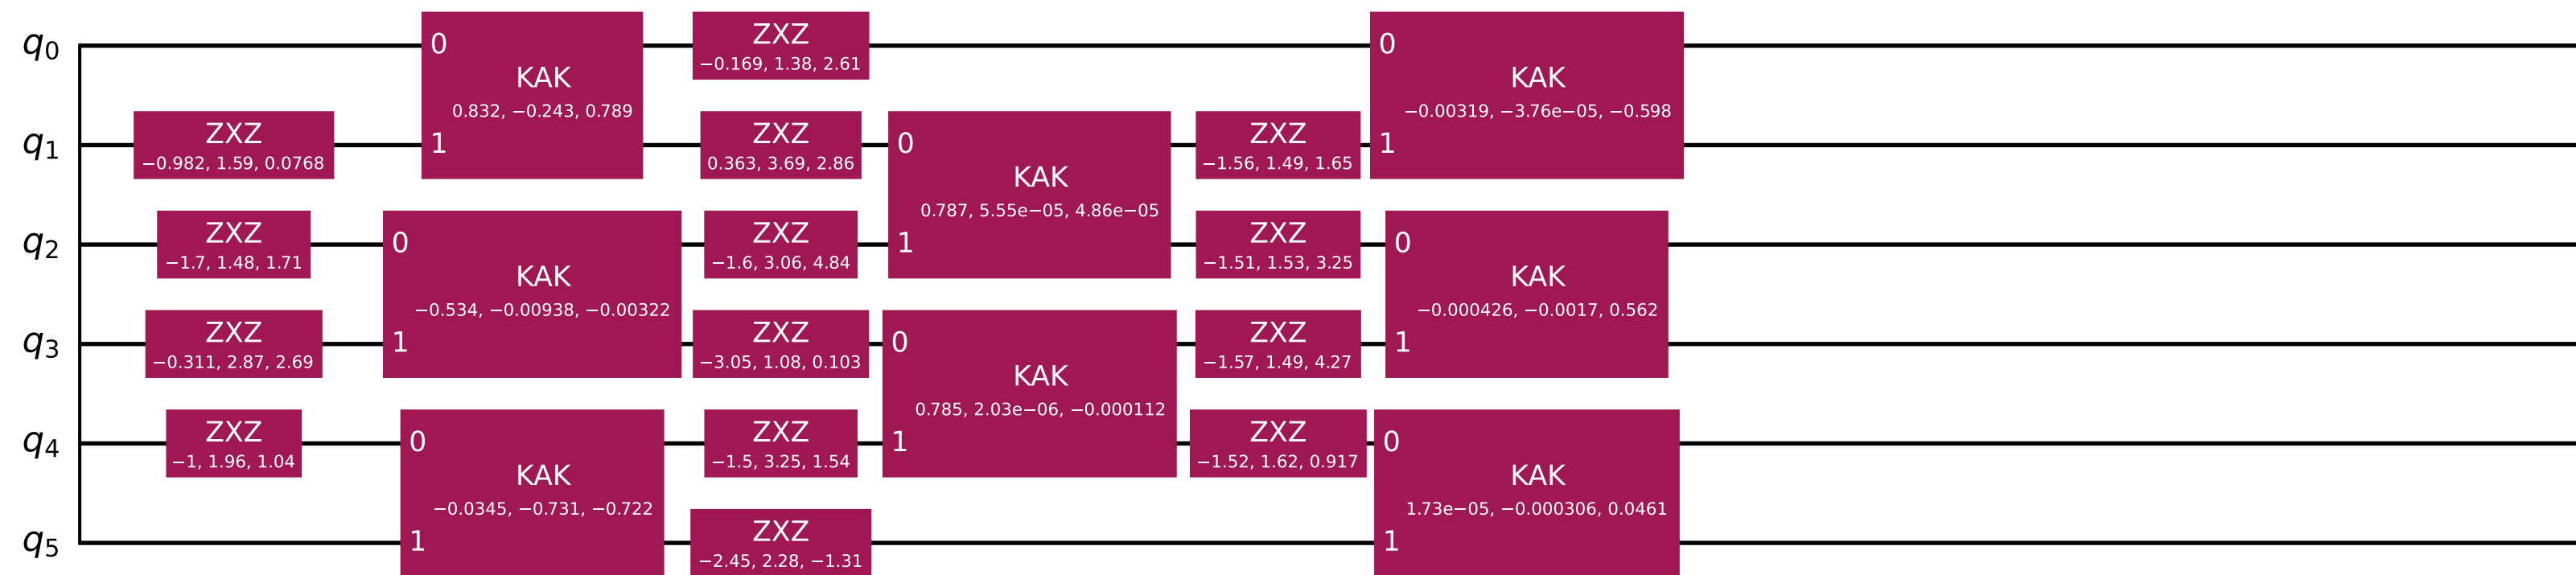 q0
q1
q2
q3
q4
q5
ZXZ
−0.982, 1.59, 0.0768
ZXZ
−1.7, 1.48, 1.71
ZXZ
−0.311, 2.87, 2.69
ZXZ
−1, 1.96, 1.04
0
KAK
0.832, −0.243, 0.789
1
0
KAK
−0.534, −0.00938, −0.00322
1
0
KAK
−0.0345, −0.731, −0.722
1
ZXZ
−0.169, 1.38, 2.61
ZXZ
0.363, 3.69, 2.86
ZXZ
−1.6, 3.06, 4.84
ZXZ
−3.05, 1.08, 0.103
ZXZ
−1.5, 3.25, 1.54
ZXZ
−2.45, 2.28, −1.31
0
KAK
0.787, 5.55e−05, 4.86e−05
1
0
KAK
0.785, 2.03e−06, −0.000112
1
ZXZ
−1.56, 1.49, 1.65
ZXZ
−1.51, 1.53, 3.25
ZXZ
−1.57, 1.49, 4.27
ZXZ
−1.52, 1.62, 0.917
0
KAK
−0.00319, −3.76e−05, −0.598
1
0
KAK
−0.000426, −0.0017, 0.562
1
0
KAK
1.73e−05, −0.000306, 0.0461
1